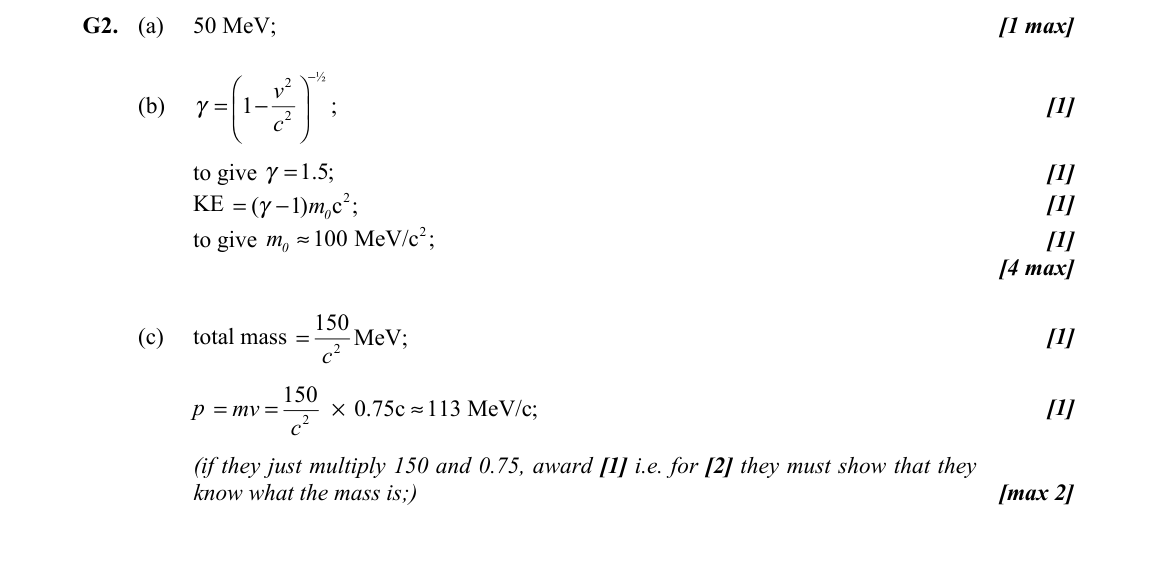 G2. (a) 50 MeV; [1 max]
(b) γ = (1 − v²/c²)^−½ ; [1]
to give γ = 1.5; [1]
KE = (γ − 1)m₀c²; [1]
to give m₀ ≈ 100 MeV/c²; [1]
[4 max]
(c) total mass = 150/c² MeV; [1]
p = mv = 150/c² × 0.75c ≈ 113 MeV/c; [1]
(if they just multiply 150 and 0.75, award [1] i.e. for [2] they must show that they
know what the mass is;) [max 2]